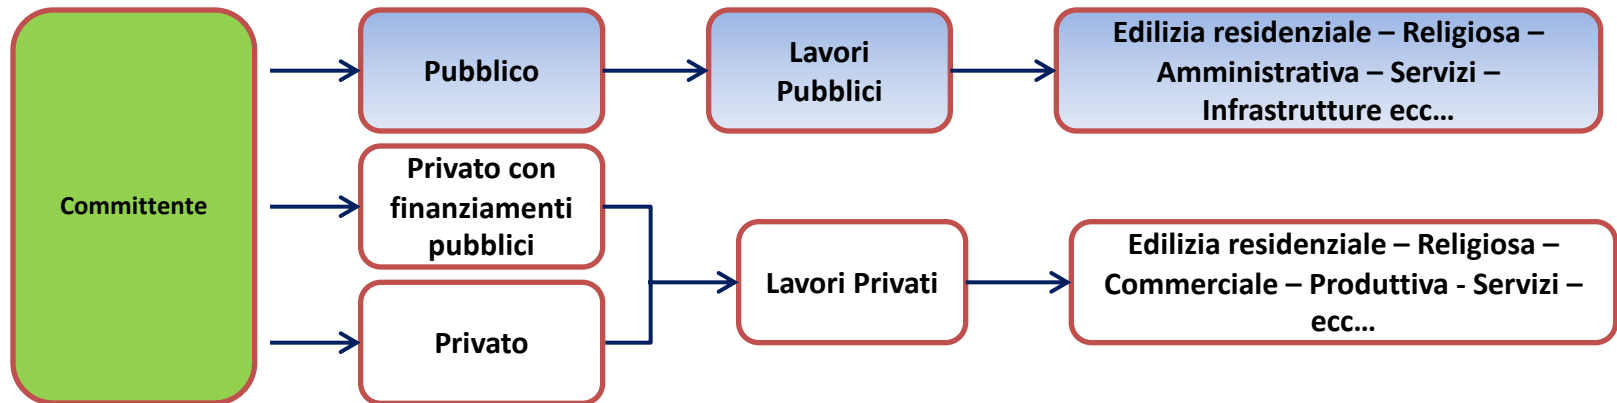 Committente
Pubblico
Lavori
Pubblici
Edilizia residenziale – Religiosa –
Amministrativa – Servizi –
Infrastrutture ecc…
Privato con
finanziamenti
pubblici
Privato
Lavori Privati
Edilizia residenziale – Religiosa –
Commerciale – Produttiva - Servizi –
ecc…